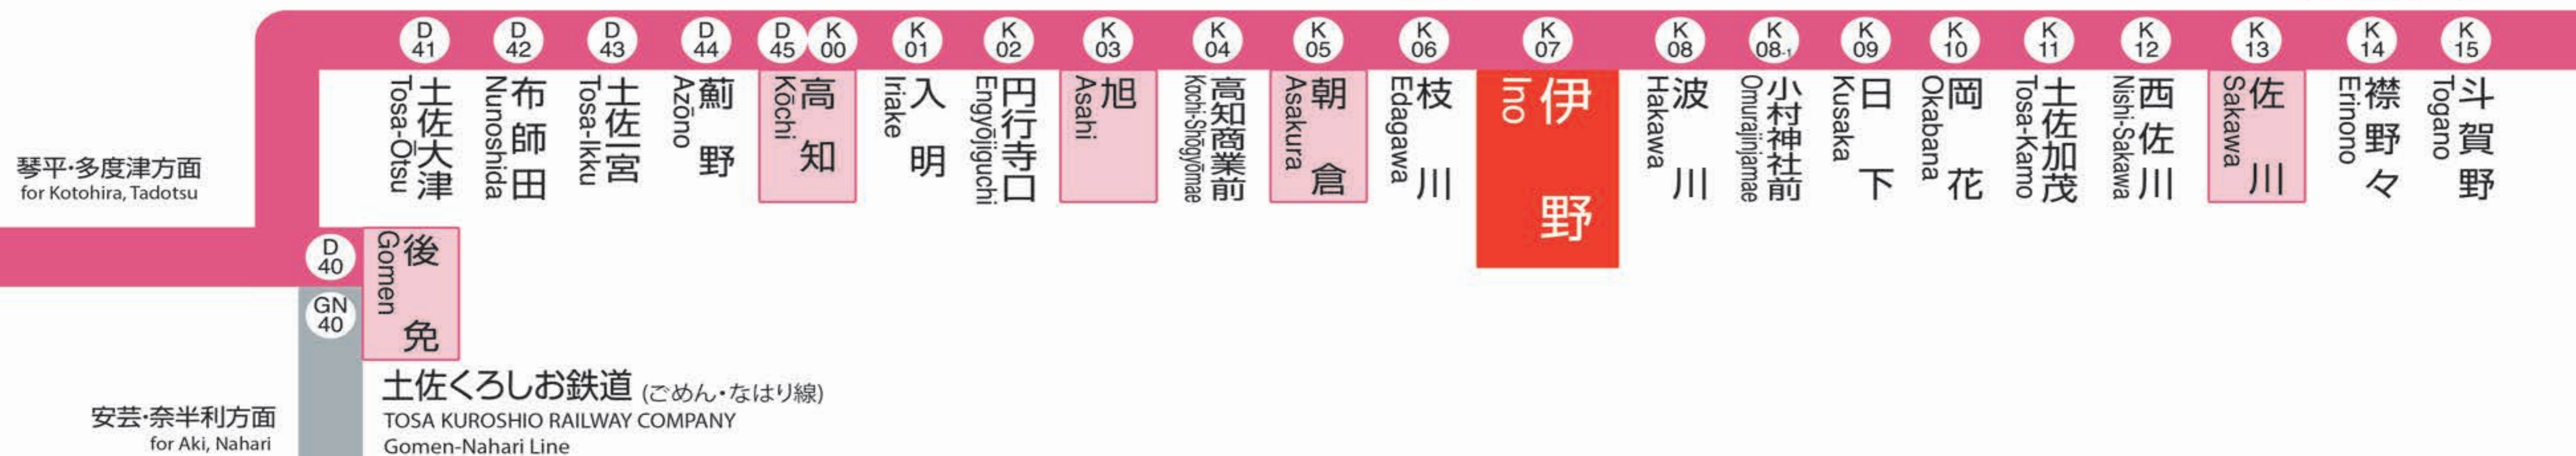 D
41
土佐大津
Tosa-Ōtsu
D
42
布師田
Nunoshida
D
43
土佐一宮
Tosa-Ikku
D
44
薊野
Azōno
D
45
K
00
高知
Kōchi
K
01
入明
Iriake
K
02
円行寺口
Engyōjiguchi
K
03
旭
Asahi
K
04
高知商業前
Kochi-Shōgyōmae
K
05
朝倉
Asakura
K
06
枝川
Edagawa
K
07
伊野
Ino
K
08
波川
Hakawa
K
08-1
小村神社前
Omurajinjamae
K
09
日下
Kusaka
K
10
岡花
Okabana
K
11
土佐加茂
Tosa-Kamo
K
12
西佐川
Nishi-Sakawa
K
13
佐川
Sakawa
K
14
襟野々
Erinono
K
15
斗賀野
Togano
琴平・多度津方面
for Kotohira, Tadotsu
D
40
GN
40
後免
Gomen
土佐くろしお鉄道 (ごめん・なはり線)
TOSA KUROSHIO RAILWAY COMPANY
Gomen-Nahari Line
安芸・奈半利方面
for Aki, Nahari